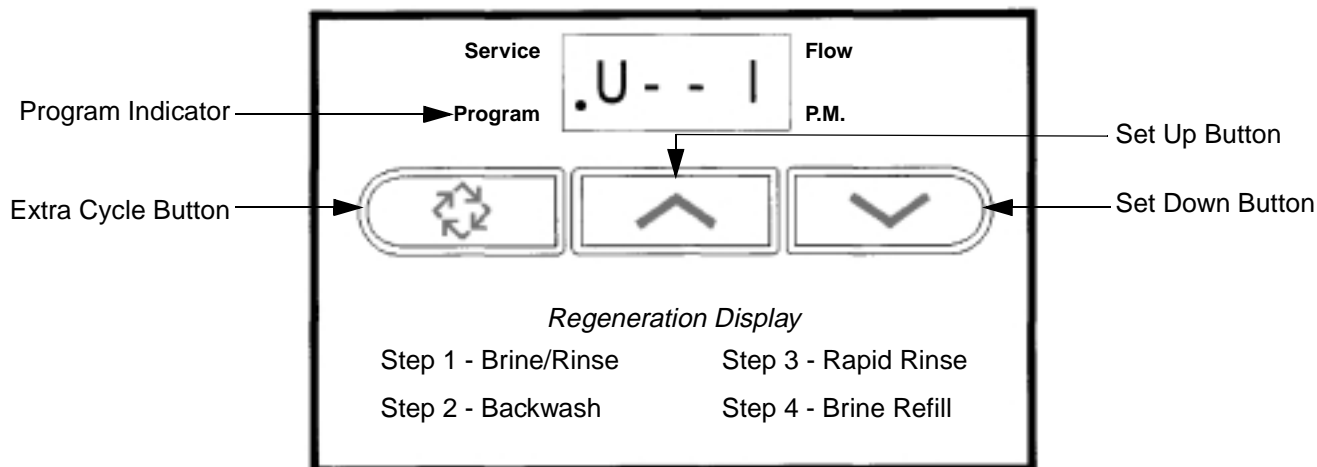 Service
Flow
.U- - 1
Program Indicator
Program
P.M.
Set Up Button
Extra Cycle Button
Set Down Button
Regeneration Display
Step 1 - Brine/Rinse
Step 3 - Rapid Rinse
Step 2 - Backwash
Step 4 - Brine Refill